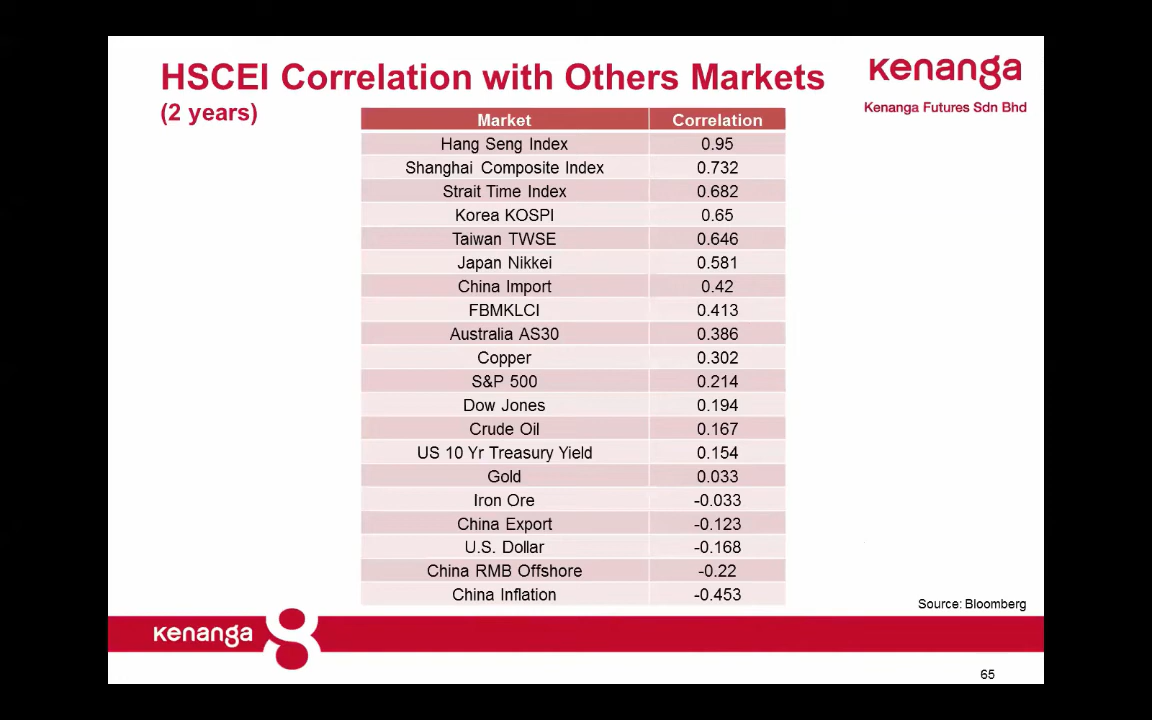 HSCEI Correlation with Others Markets
(2 years)
Kenanga
Kenanga Futures Sdn Bhd
Market Correlation
Hang Seng Index 0.95
Shanghai Composite Index 0.732
Strait Time Index 0.682
Korea KOSPI 0.65
Taiwan TWSE 0.646
Japan Nikkei 0.581
China Import 0.42
FBMKLCI 0.413
Australia AS30 0.386
Copper 0.302
S&P 500 0.214
Dow Jones 0.194
Crude Oil 0.167
US 10 Yr Treasury Yield 0.154
Gold 0.033
Iron Ore -0.033
China Export -0.123
U.S. Dollar -0.168
China RMB Offshore -0.22
China Inflation -0.453
Source: Bloomberg
Kenanga
65